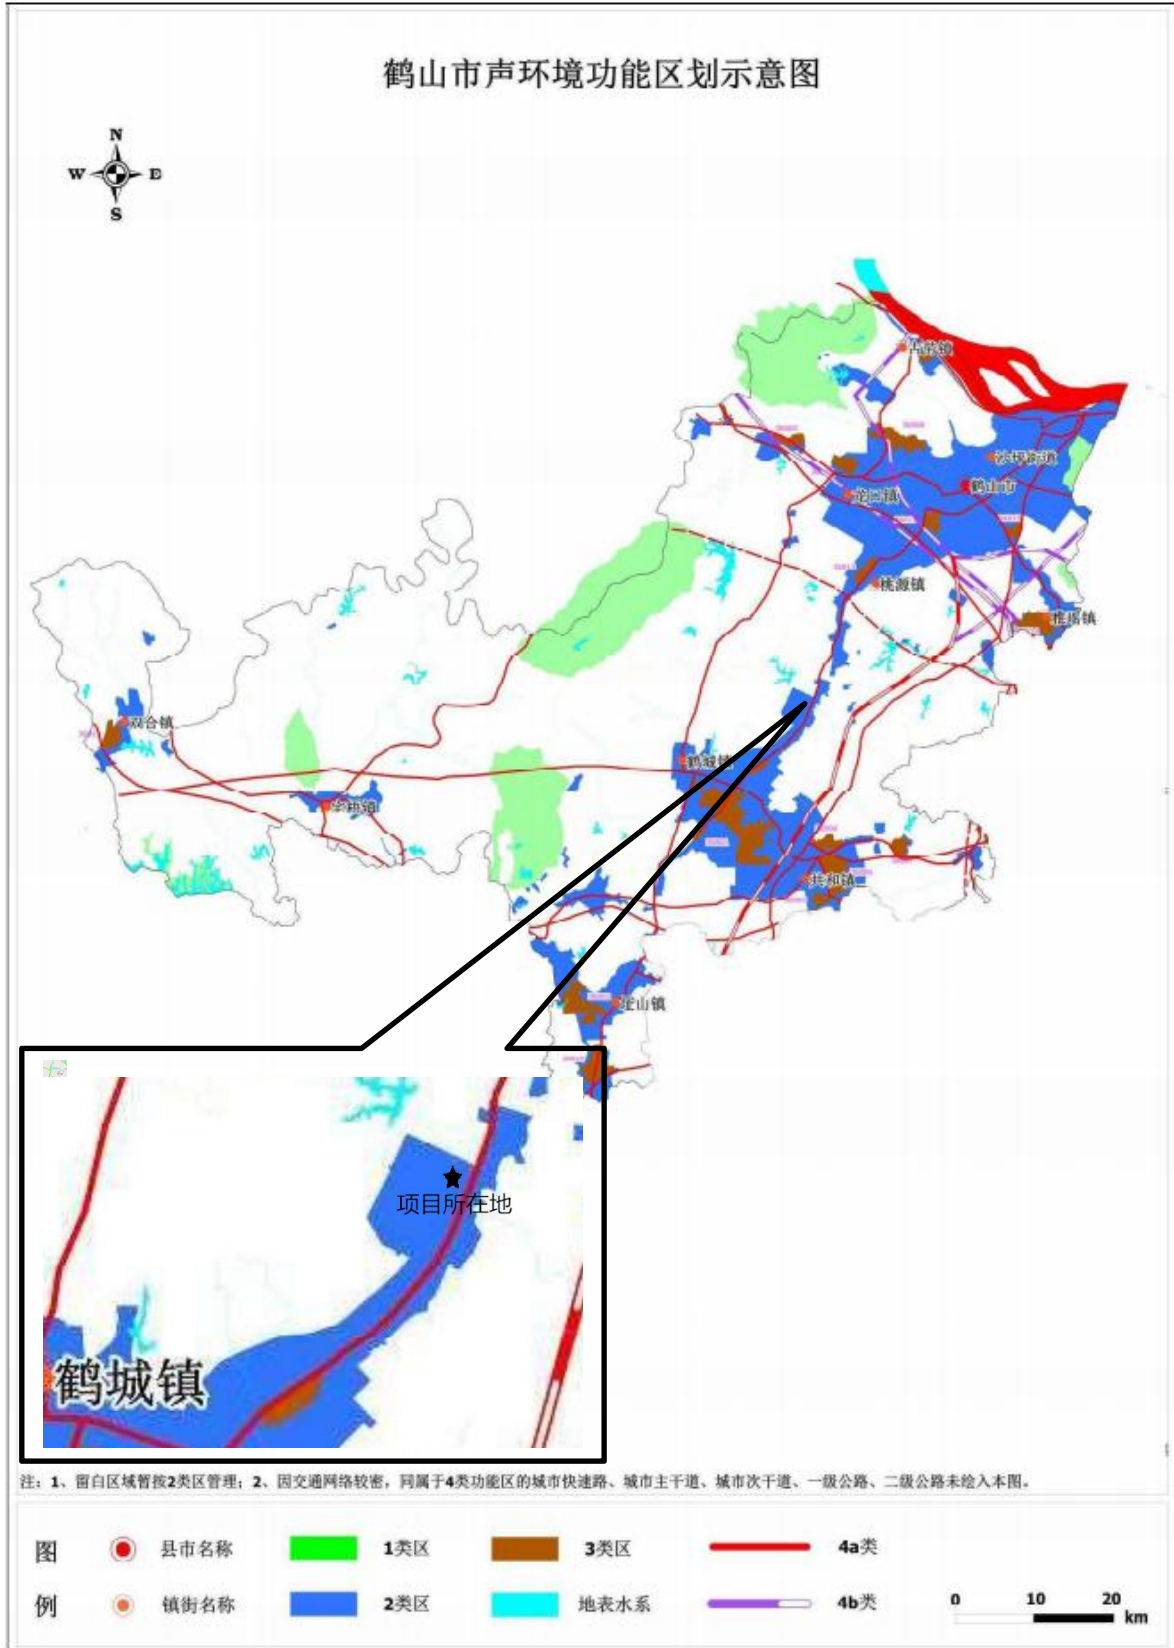 鹤山市声环境功能区划示意图
N
W E
S
古劳镇
沙坪街道
鹤山市
龙口镇
桃源镇
雅瑶镇
双合镇
鹤城镇
宅梧镇
共和镇
址山镇
项目所在地
鹤城镇
注：1、留白区域暂按2类区管理；2、因交通网络较密，同属于4类功能区的城市快速路、城市主干道、城市次干道、一级公路、二级公路未绘入本图。
图 县市名称 1类区 3类区 4a类
例 镇街名称 2类区 地表水系 4b类
0 10 20
km